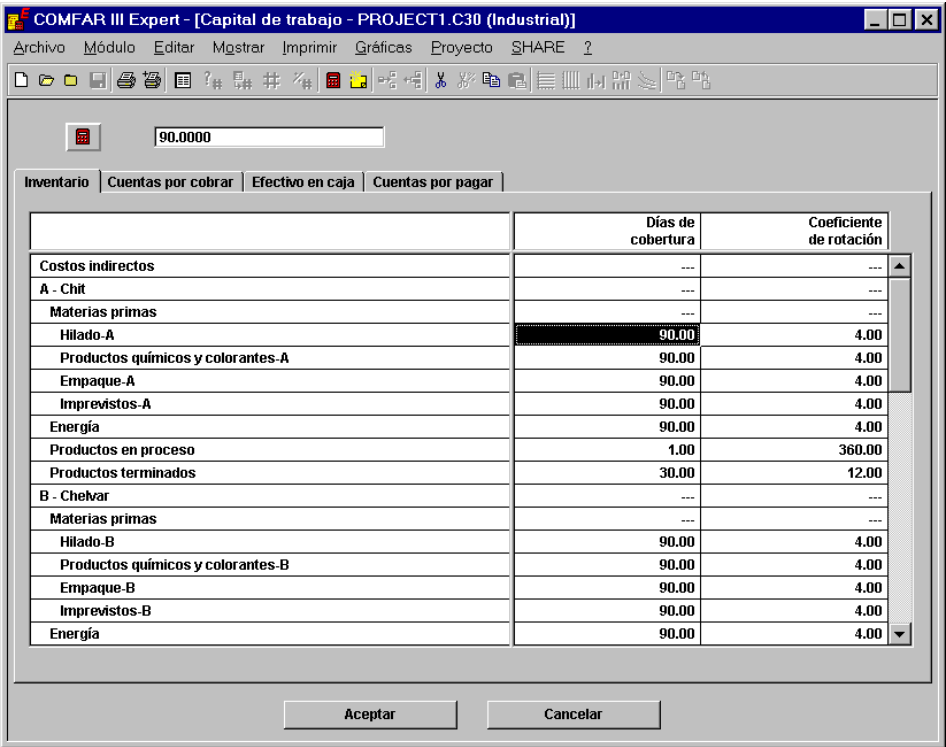 COMFAR III Expert - [Capital de trabajo - PROJECT1.C30 (Industrial)]
Archivo Módulo Editar Mostrar Imprimir Gráficas Proyecto SHARE ?
90.0000
Inventario Cuentas por cobrar Efectivo en caja Cuentas por pagar
Días de Coeficiente
cobertura de rotación
Costos indirectos --- ---
A - Chit --- ---
Materias primas --- ---
Hilado-A 90.00 4.00
Productos químicos y colorantes-A 90.00 4.00
Empaque-A 90.00 4.00
Imprevistos-A 90.00 4.00
Energía 90.00 4.00
Productos en proceso 1.00 360.00
Productos terminados 30.00 12.00
B - Chelvar --- ---
Materias primas --- ---
Hilado-B 90.00 4.00
Productos químicos y colorantes-B 90.00 4.00
Empaque-B 90.00 4.00
Imprevistos-B 90.00 4.00
Energía 90.00 4.00
Aceptar Cancelar